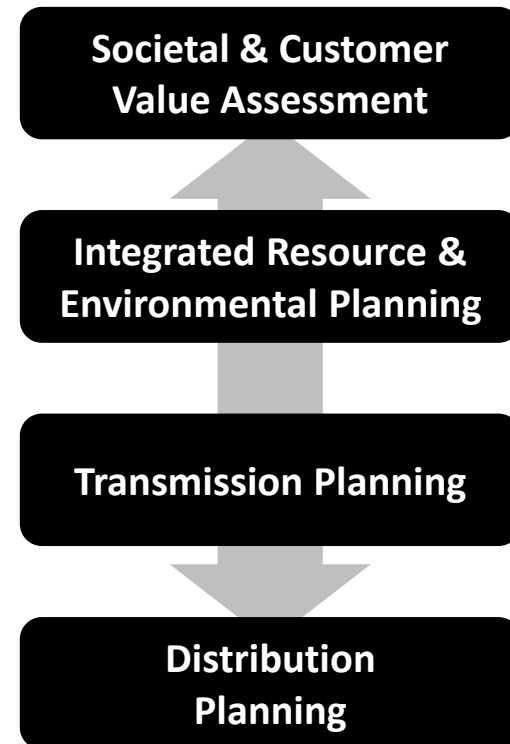 Societal & Customer
Value Assessment
Integrated Resource &
Environmental Planning
Transmission Planning
Distribution
Planning